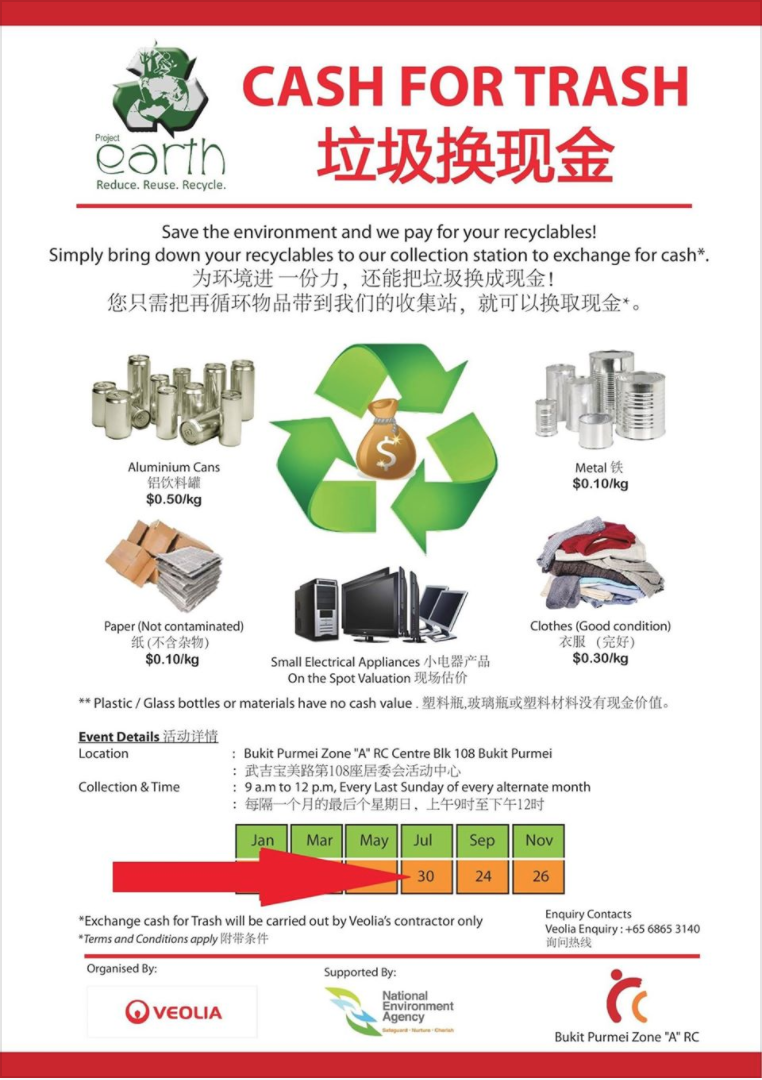 CASH FOR TRASH
垃圾换现金
Project
earth
Reduce. Reuse. Recycle.
Save the environment and we pay for your recyclables!
Simply bring down your recyclables to our collection station to exchange for cash*.
为环境进一份力，还能把垃圾换成现金！
您只需把再循环物品带到我们的收集站，就可以换取现金*。
$
Aluminium Cans
铝饮料罐
$0.50/kg
Metal 铁
$0.10/kg
Paper (Not contaminated)
纸 (不含杂物)
$0.10/kg
Small Electrical Appliances 小电器产品
On the Spot Valuation 现场估价
Clothes (Good condition)
衣服 （完好）
$0.30/kg
** Plastic / Glass bottles or materials have no cash value . 塑料瓶,玻璃瓶或塑料材料没有现金价值。
Event Details 活动详情
Location : Bukit Purmei Zone "A" RC Centre Blk 108 Bukit Purmei
: 武吉宝美路第108座居委会活动中心
Collection & Time : 9 a.m to 12 p.m, Every Last Sunday of every alternate month
: 每隔一个月的最后个星期日，上午9时至下午12时
Jan Mar May Jul Sep Nov
30 24 26
*Exchange cash for Trash will be carried out by Veolia's contractor only
*Terms and Conditions apply 附带条件
Enquiry Contacts
Veolia Enquiry : +65 6865 3140
询问热线
Organised By:
VEOLIA
Supported By:
National
Environment
Agency
Safeguard · Nurture · Cherish
Bukit Purmei Zone "A" RC